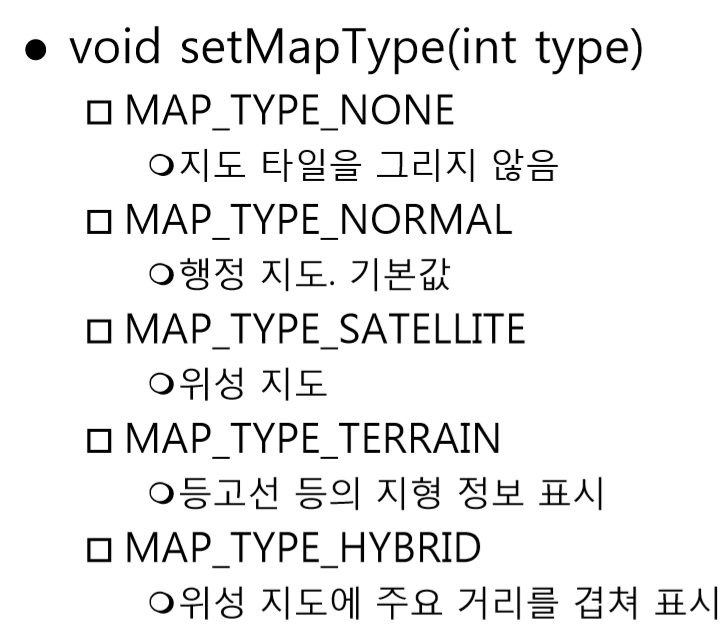 ● void setMapType(int type)
□ MAP_TYPE_NONE
○지도 타일을 그리지 않음
□ MAP_TYPE_NORMAL
○행정 지도. 기본값
□ MAP_TYPE_SATELLITE
○위성 지도
□ MAP_TYPE_TERRAIN
○등고선 등의 지형 정보 표시
□ MAP_TYPE_HYBRID
○위성 지도에 주요 거리를 겹쳐 표시